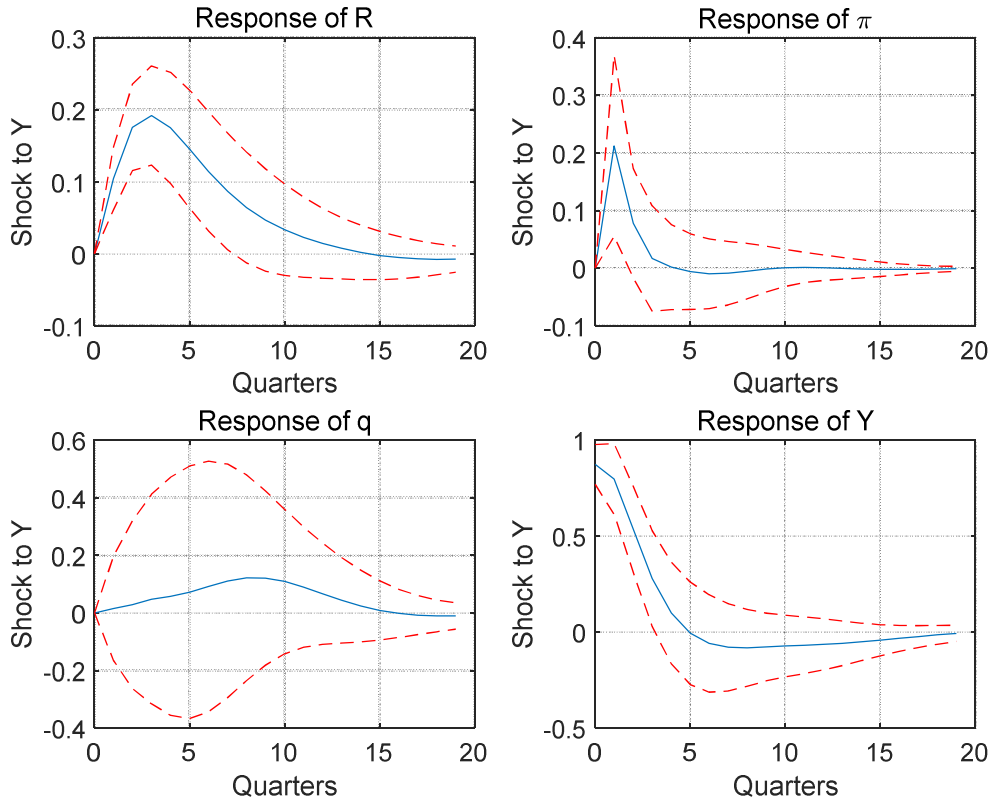 Response of R
0.3
0.2
0.1
0
-0.1
Shock to Y
0 5 10 15 20
Quarters
Response of π
0.4
0.3
0.2
0.1
0
-0.1
Shock to Y
0 5 10 15 20
Quarters
Response of q
0.6
0.4
0.2
0
-0.2
-0.4
Shock to Y
0 5 10 15 20
Quarters
Response of Y
1
0.5
0
-0.5
Shock to Y
0 5 10 15 20
Quarters